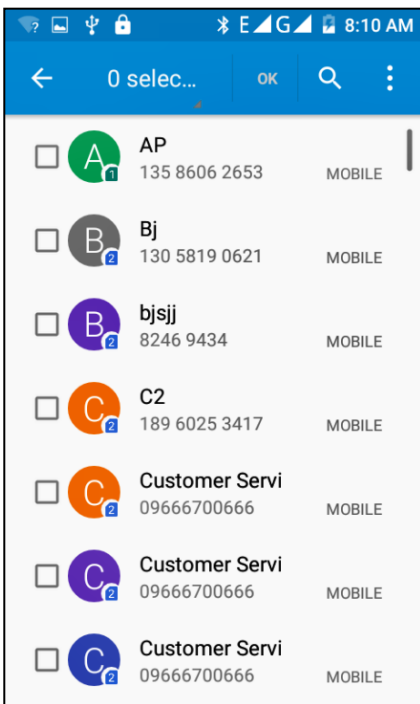 E G 8:10 AM
0 selec... OK
A 1 AP
135 8606 2653 MOBILE
B 2 Bj
130 5819 0621 MOBILE
B 2 bjsjj
8246 9434 MOBILE
C 2 C2
189 6025 3417 MOBILE
C 2 Customer Servi
09666700666 MOBILE
C 2 Customer Servi
09666700666 MOBILE
C 2 Customer Servi
09666700666 MOBILE